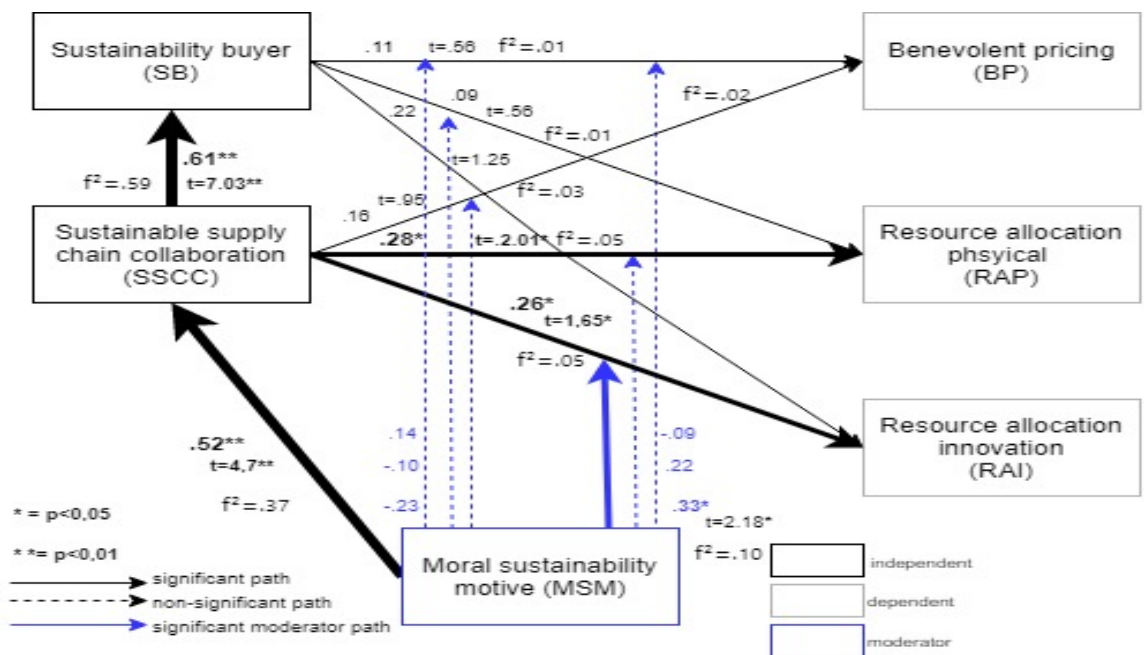 Sustainability buyer
(SB)
.11
t=.56
f²=.01
Benevolent pricing
(BP)
.09
t=.56
f²=.01
f²=.02
.22
t=1.25
f²=.03
.61**
t=7.03**
f²=.59
.16
t=.95
Sustainable supply
chain collaboration
(SSCC)
.28*
t=.2.01*
f²=.05
Resource allocation
phsyical
(RAP)
.26*
t=1,65*
f²=.05
Resource allocation
innovation
(RAI)
.52**
t=4,7**
f²=.37
.14
-.10
-.23
-.09
.22
.33*
t=2.18*
f²=.10
Moral sustainability
motive (MSM)
* = p<0,05
* *= p<0,01
significant path
non-significant path
significant moderator path
independent
dependent
moderator